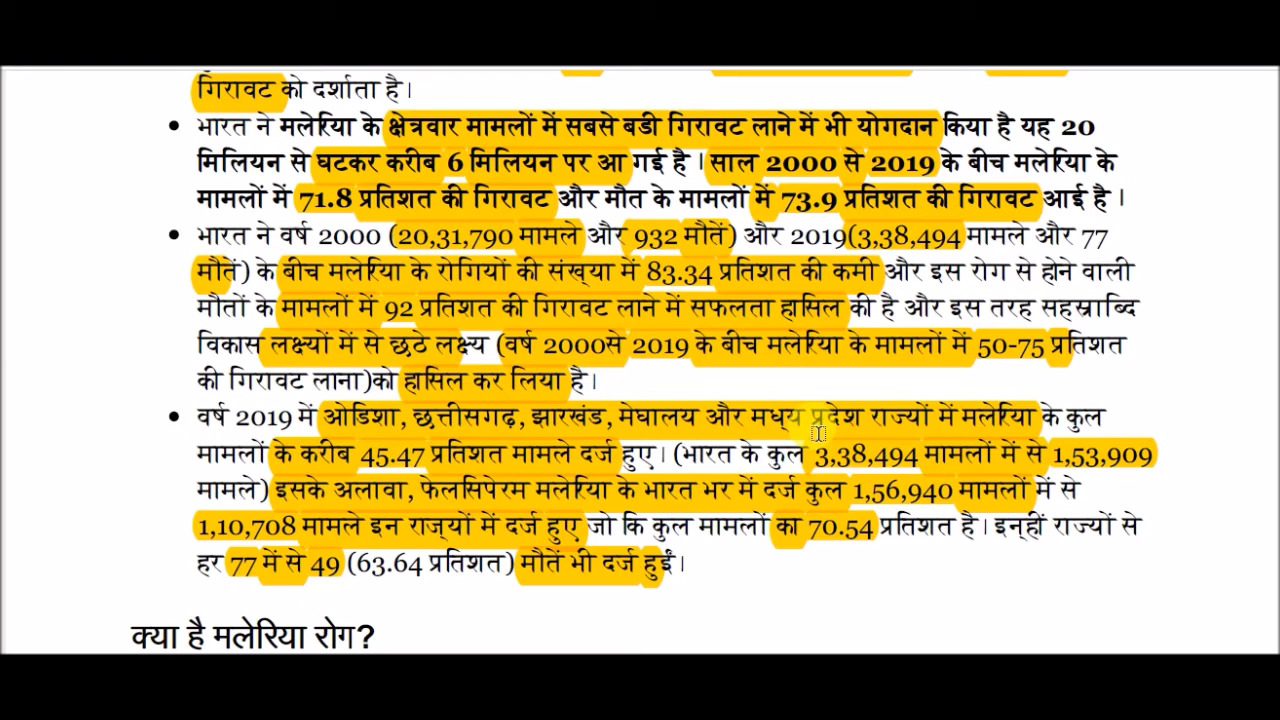 गिरावट को दर्शाता है।
• भारत ने मलेरिया के क्षेत्रवार मामलों में सबसे बडी गिरावट लाने में भी योगदान किया है यह 20
मिलियन से घटकर करीब 6 मिलियन पर आ गई है । साल 2000 से 2019 के बीच मलेरिया के
मामलों में 71.8 प्रतिशत की गिरावट और मौत के मामलों में 73.9 प्रतिशत की गिरावट आई है ।
• भारत ने वर्ष 2000 (20,31,790 मामले और 932 मौतें) और 2019(3,38,494 मामले और 77
मौतें) के बीच मलेरिया के रोगियों की संख्या में 83.34 प्रतिशत की कमी और इस रोग से होने वाली
मौतों के मामलों में 92 प्रतिशत की गिरावट लाने में सफलता हासिल की है और इस तरह सहस्राब्दि
विकास लक्ष्यों में से छठे लक्ष्य (वर्ष 2000से 2019 के बीच मलेरिया के मामलों में 50-75 प्रतिशत
की गिरावट लाना)को हासिल कर लिया है।
• वर्ष 2019 में ओडिशा, छत्तीसगढ़, झारखंड, मेघालय और मध्य प्रदेश राज्यों में मलेरिया के कुल
मामलों के करीब 45.47 प्रतिशत मामले दर्ज हुए। (भारत के कुल 3,38,494 मामलों में से 1,53,909
मामले) इसके अलावा, फेलसिपेरम मलेरिया के भारत भर में दर्ज कुल 1,56,940 मामलों में से
1,10,708 मामले इन राज्यों में दर्ज हुए जो कि कुल मामलों का 70.54 प्रतिशत है। इन्हीं राज्यों से
हर 77 में से 49 (63.64 प्रतिशत) मौतें भी दर्ज हुईं।
क्या है मलेरिया रोग?